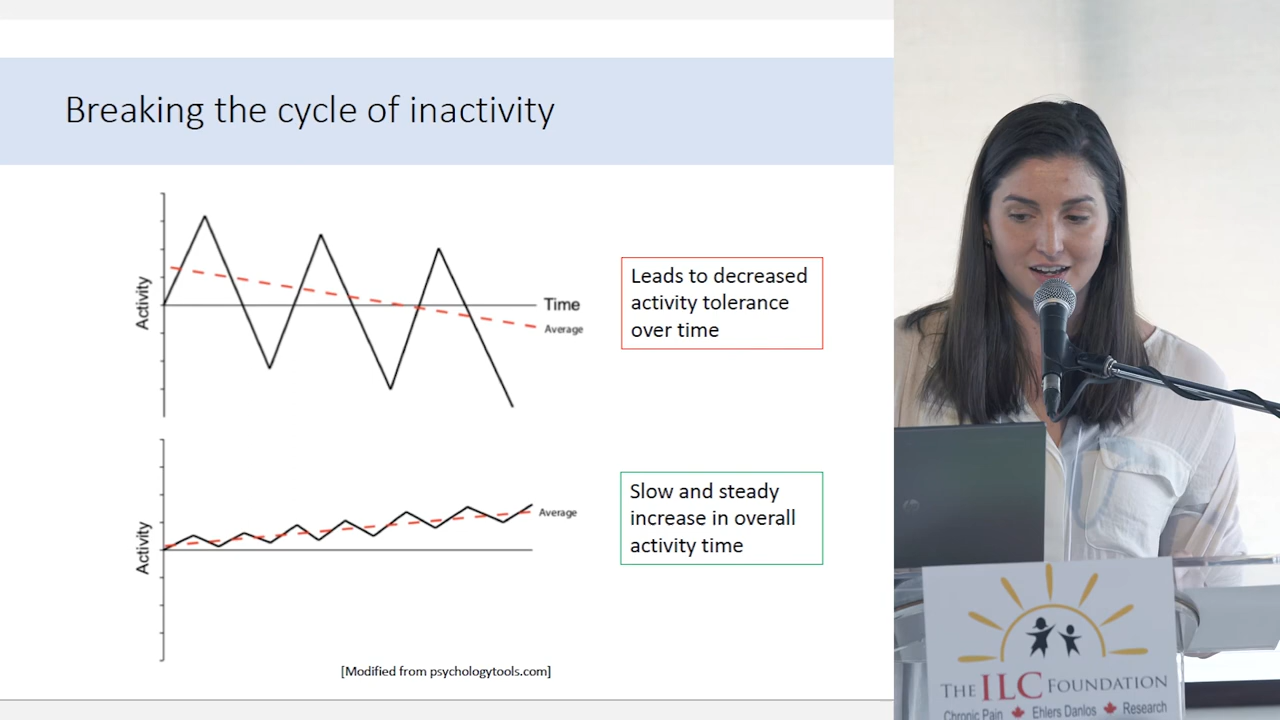 Breaking the cycle of inactivity
Activity
Time
Average
Leads to decreased
activity tolerance
over time
Activity
Average
Slow and steady
increase in overall
activity time
[Modified from psychologytools.com]
THE ILC FOUNDATION
Chronic Pain Ehlers Danlos Research